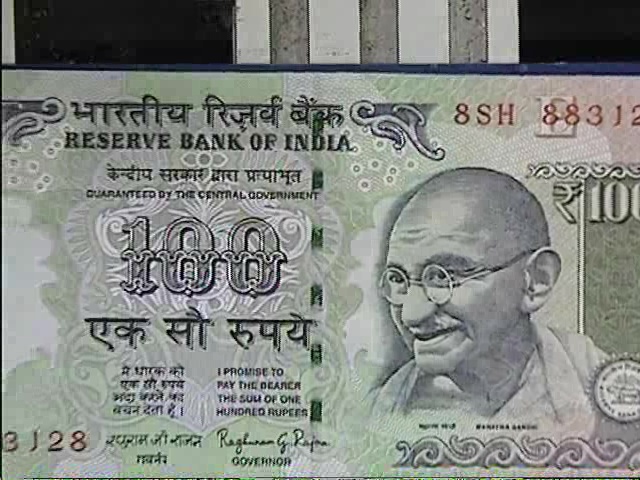 भारतीय रिज़र्व बैंक
RESERVE BANK OF INDIA
8SH 88312
केन्द्रीय सरकार द्वारा प्रत्याभूत
GUARANTEED BY THE CENTRAL GOVERNMENT
₹100
100
एक सौ रुपये
मैं धारक को
एक सौ रुपये
अदा करने का
वचन देता हूँ।
I PROMISE TO
PAY THE BEARER
THE SUM OF ONE
HUNDRED RUPEES
महात्मा गांधी MAHATMA GANDHI
3J128
रघुराम जी राजन
Raghuram G. Rajan
गवर्नर
GOVERNOR